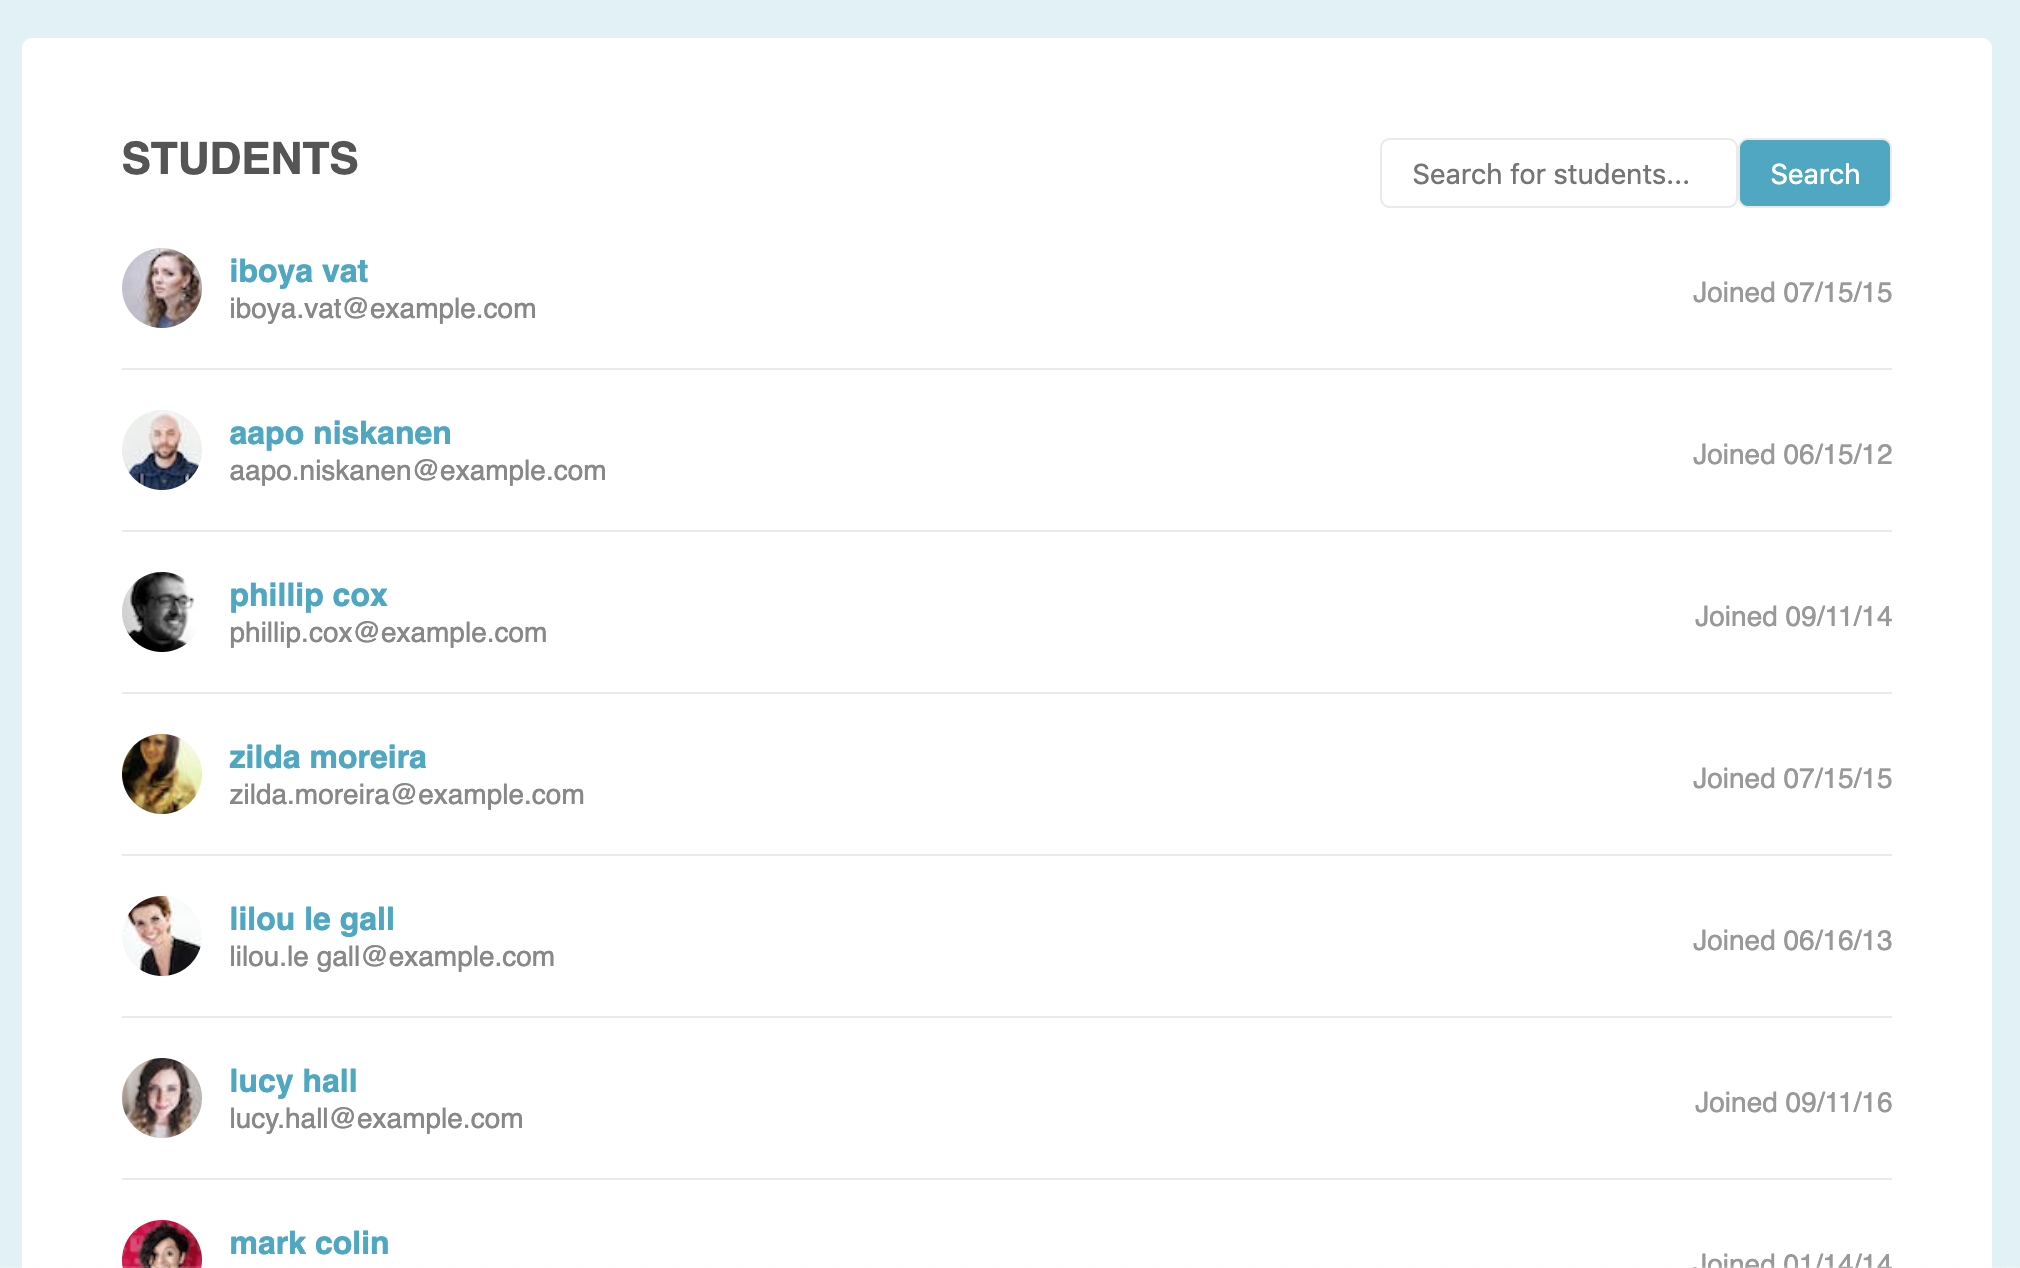 STUDENTS
Search for students...
Search
iboya vat
iboya.vat@example.com
Joined 07/15/15
aapo niskanen
aapo.niskanen@example.com
Joined 06/15/12
phillip cox
phillip.cox@example.com
Joined 09/11/14
zilda moreira
zilda.moreira@example.com
Joined 07/15/15
lilou le gall
lilou.le gall@example.com
Joined 06/16/13
lucy hall
lucy.hall@example.com
Joined 09/11/16
mark colin
Joined 01/14/14